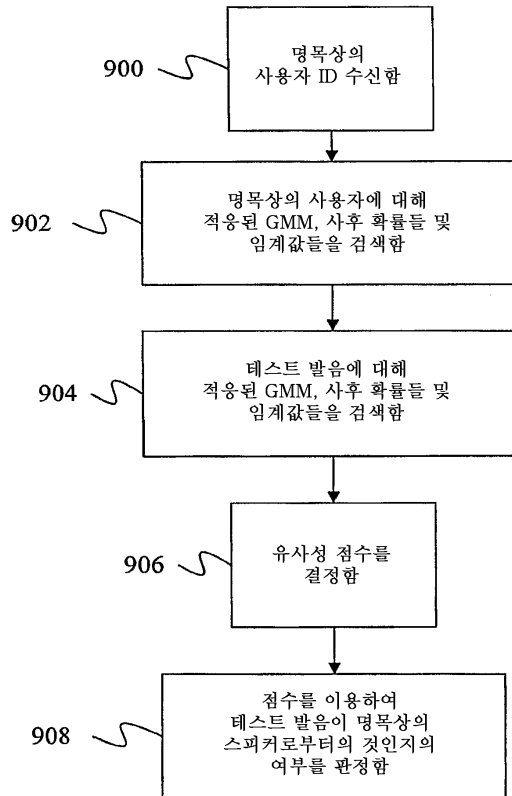 900
명목상의
사용자 ID 수신함
902
명목상의 사용자에 대해
적응된 GMM, 사후 확률들 및
임계값들을 검색함
904
테스트 발음에 대해
적응된 GMM, 사후 확률들 및
임계값들을 검색함
906
유사성 점수를
결정함
908
점수를 이용하여
테스트 발음이 명목상의
스피커로부터의 것인지의
여부를 판정함